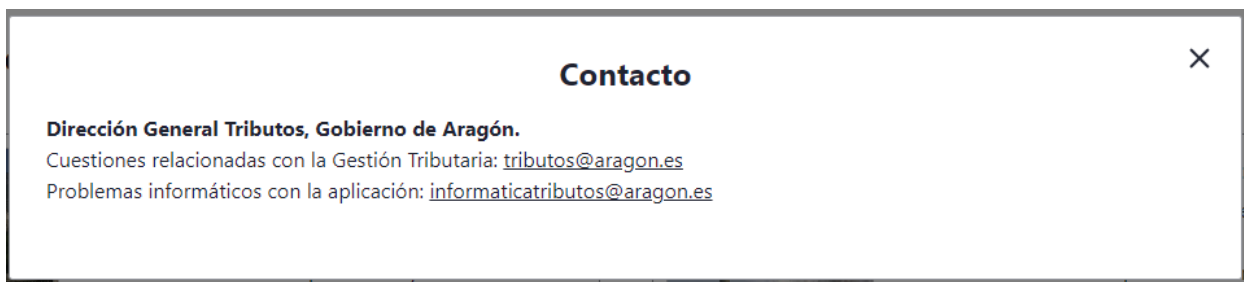 Contacto
Dirección General Tributos, Gobierno de Aragón.
Cuestiones relacionadas con la Gestión Tributaria: tributos@aragon.es
Problemas informáticos con la aplicación: informaticatributos@aragon.es